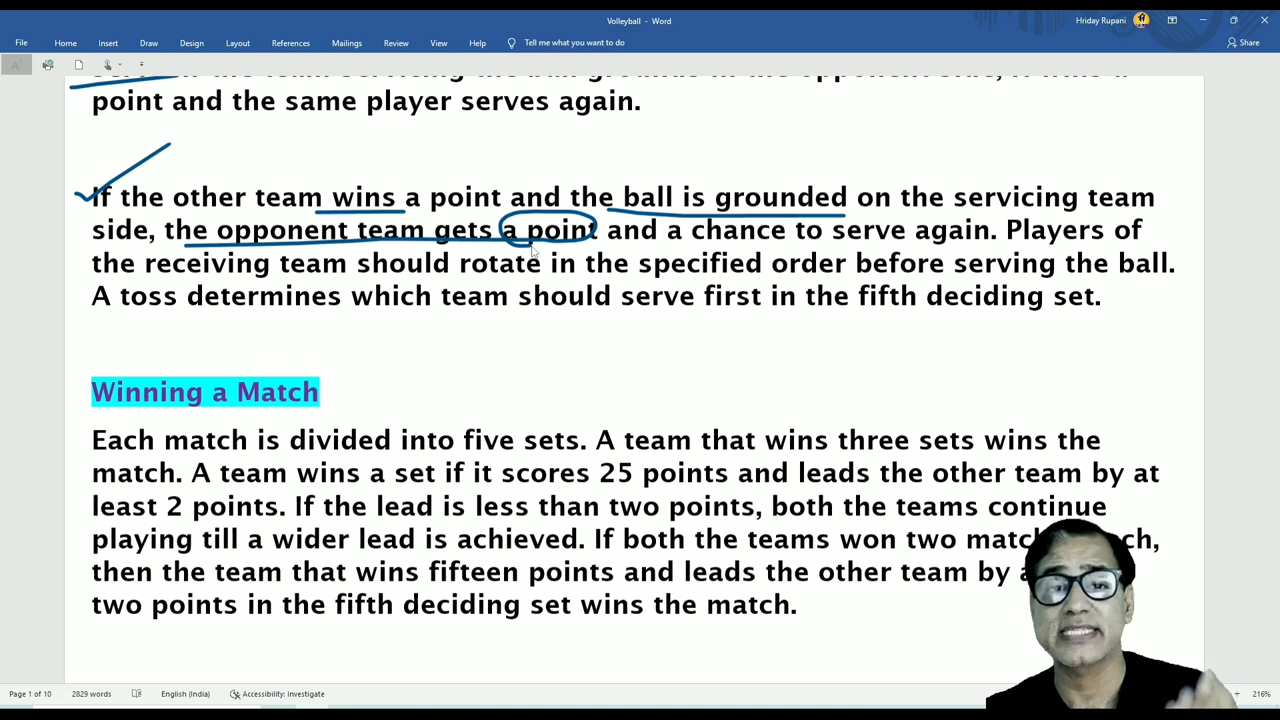 Volleyball - Word
Hriday Rupani
File Home Insert Draw Design Layout References Mailings Review View Help Tell me what you want to do Share
point and the same player serves again.
If the other team wins a point and the ball is grounded on the servicing team
side, the opponent team gets a point and a chance to serve again. Players of
the receiving team should rotate in the specified order before serving the ball.
A toss determines which team should serve first in the fifth deciding set.
Winning a Match
Each match is divided into five sets. A team that wins three sets wins the
match. A team wins a set if it scores 25 points and leads the other team by at
least 2 points. If the lead is less than two points, both the teams continue
playing till a wider lead is achieved. If both the teams won two
then the team that wins fifteen points and leads the other team by
two points in the fifth deciding set wins the match.
Page 1 of 10 2829 words English (India) Accessibility: Investigate 216%